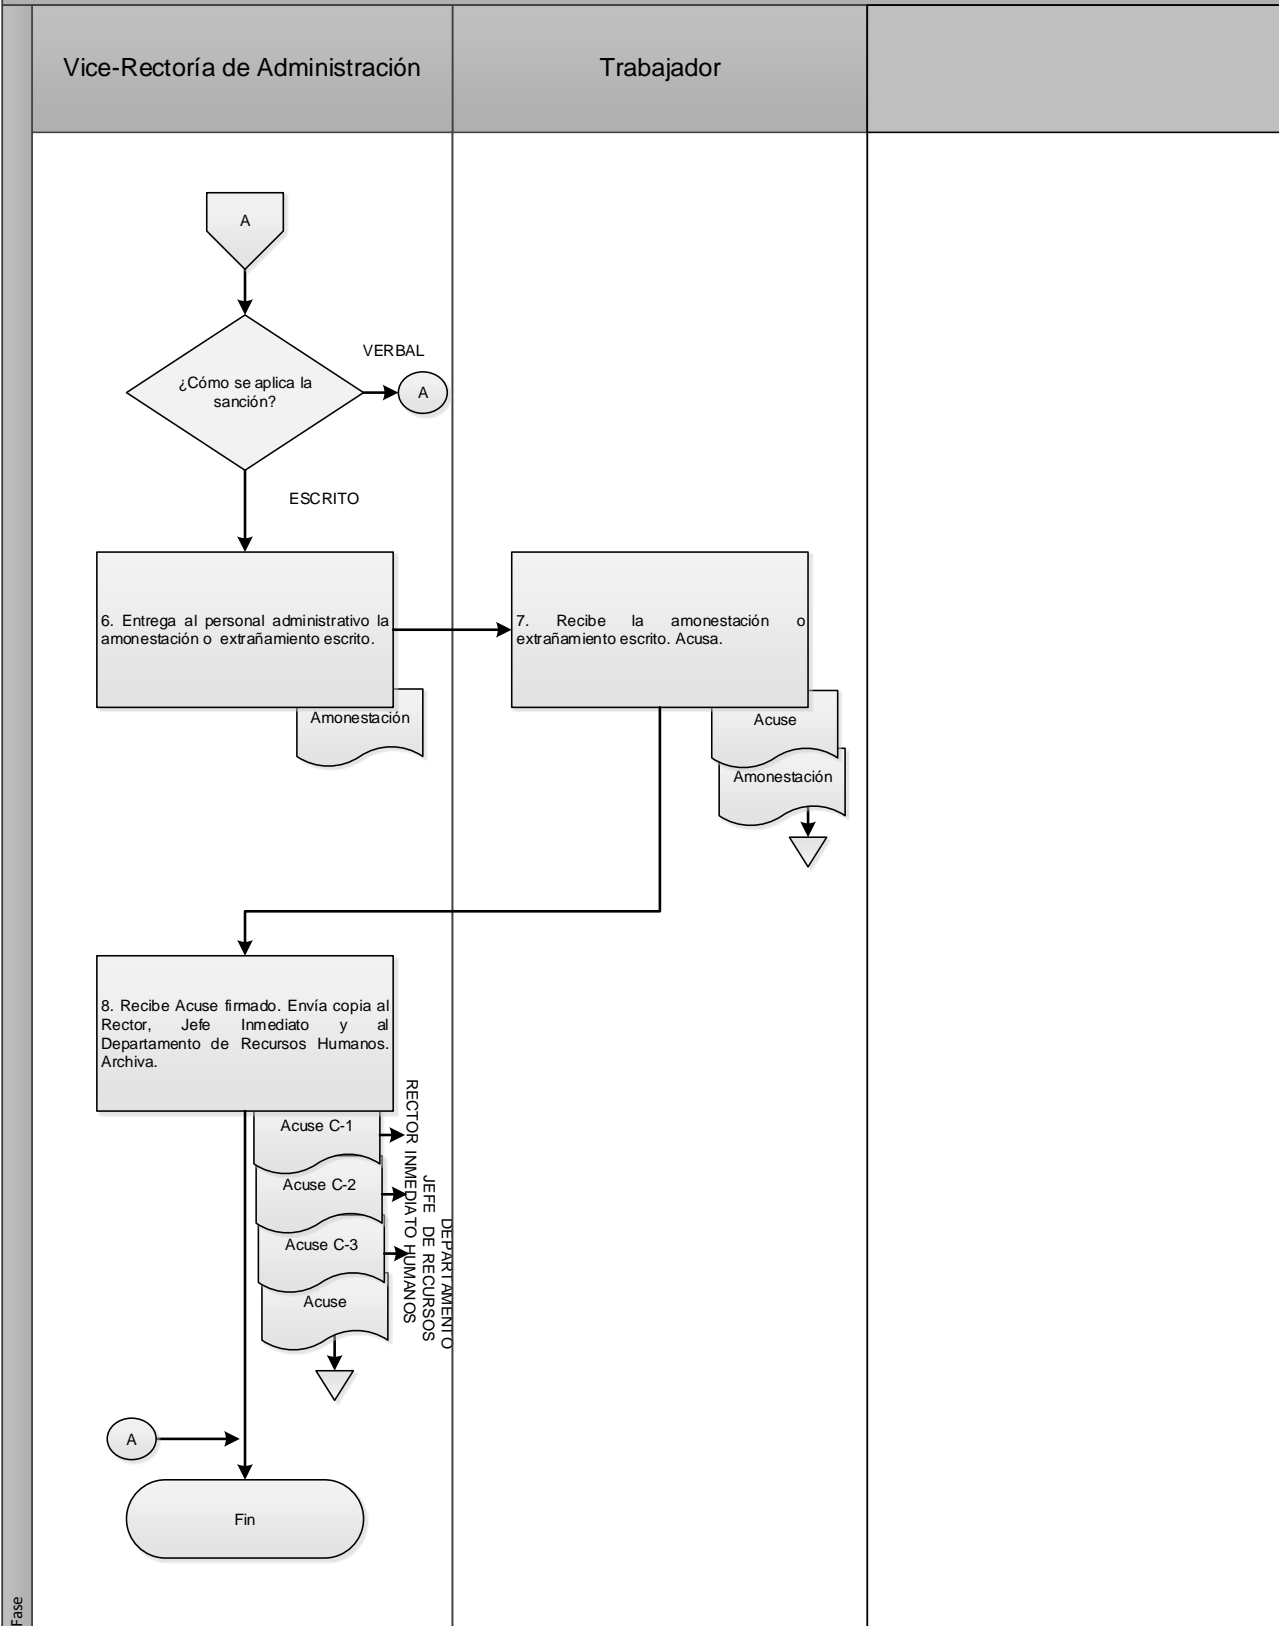 Vice-Rectoría de Administración
Trabajador
A
¿Cómo se aplica la
sanción?
VERBAL
A
ESCRITO
6. Entrega al personal administrativo la
amonestación o extrañamiento escrito.
Amonestación
7. Recibe la amonestación o
extrañamiento escrito. Acusa.
Acuse
Amonestación
8. Recibe Acuse firmado. Envía copia al
Rector, Jefe Inmediato y al
Departamento de Recursos Humanos.
Archiva.
Acuse C-1
RECTOR
Acuse C-2
JEFE
INMEDIATO
Acuse C-3
DEPARTAMENTO
DE RECURSOS
HUMANOS
Acuse
A
Fin
Fase